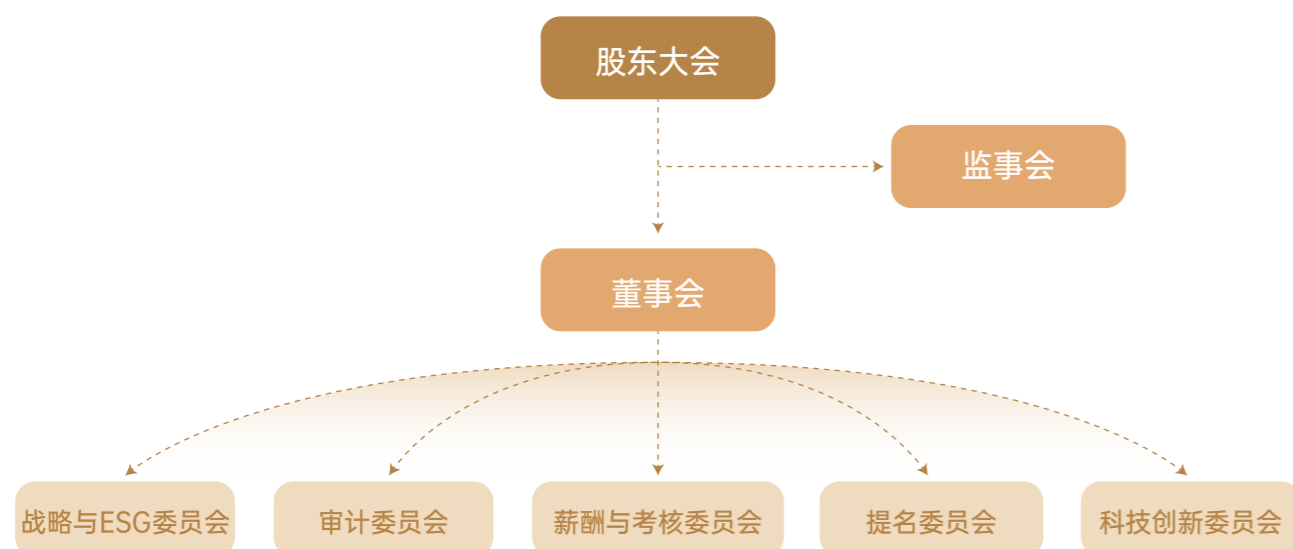 股东大会
监事会
董事会
战略与ESG委员会
审计委员会
薪酬与考核委员会
提名委员会
科技创新委员会